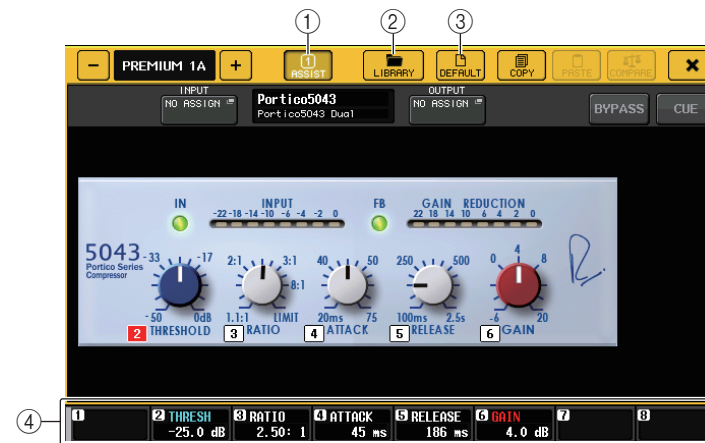 ① ② ③
− PREMIUM 1A + 1 ASSIST LIBRARY DEFAULT COPY PASTE COMPARE ×
INPUT
NO ASSIGN
Portico5043
Portico5043 Dual
OUTPUT
NO ASSIGN
BYPASS CUE
IN INPUT FB GAIN REDUCTION
-22 -18 -14 -10 -6 -4 -2 0 22 18 14 10 6 4 2 0
5043
Portico Series
Compressor
-33 -17 2:1 3:1 40 50 250 500 0 4 8
8:1
-50 0dB 1.1:1 LIMIT 20ms 75 100ms 2.5s -6 20
2 THRESHOLD 3 RATIO 4 ATTACK 5 RELEASE 6 GAIN
④
1 2 THRESH 3 RATIO 4 ATTACK 5 RELEASE 6 GAIN 7 8
-25.0 dB 2.50: 1 45 ms 186 ms 4.0 dB